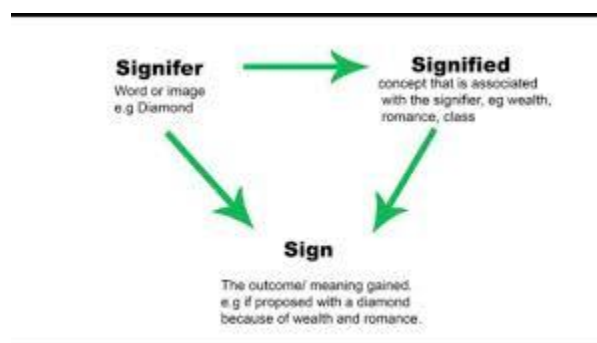 Signifer
Word or image
e.g Diamond
Signified
concept that is associated
with the signifier, eg wealth,
romance, class
Sign
The outcome/ meaning gained.
e.g if proposed with a diamond
because of wealth and romance.